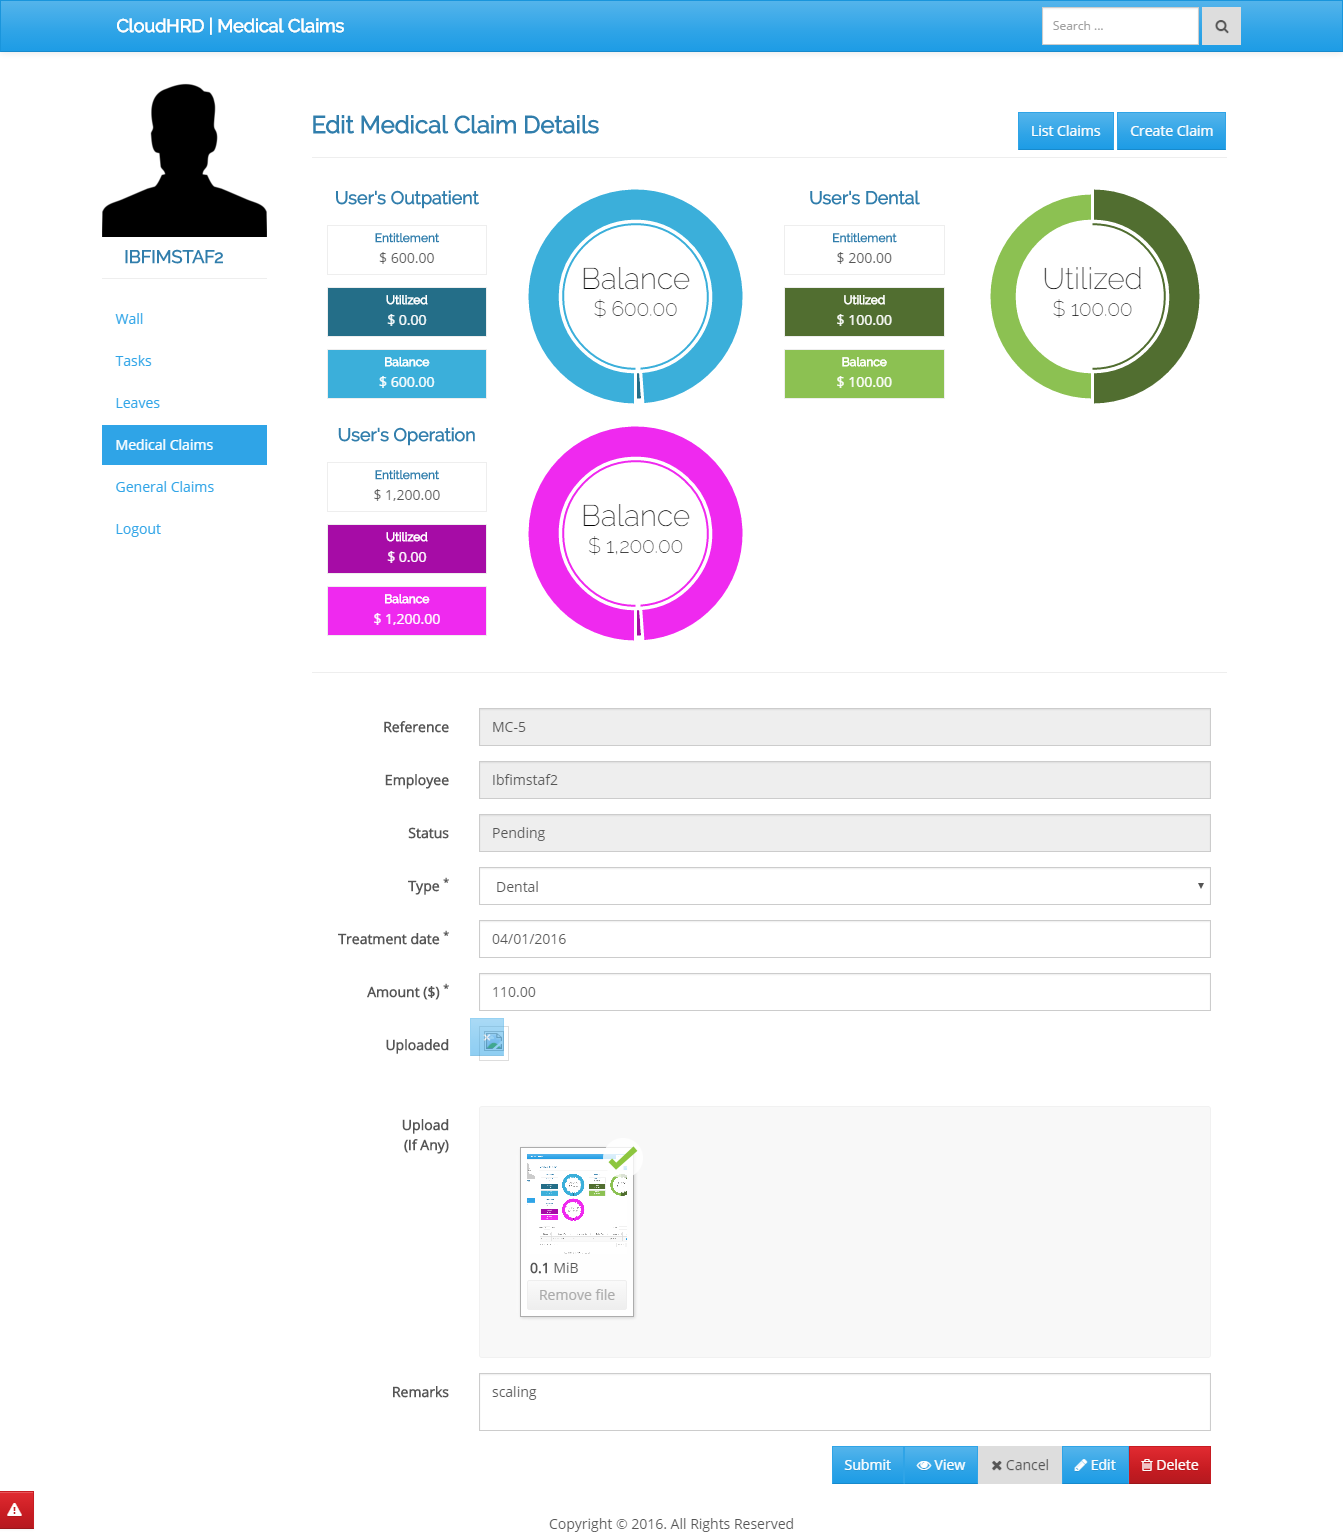 CloudHRD | Medical Claims
Search ...
IBFIMSTAF2
Wall
Tasks
Leaves
Medical Claims
General Claims
Logout
Edit Medical Claim Details
List Claims
Create Claim
User's Outpatient
Entitlement
$ 600.00
Utilized
$ 0.00
Balance
$ 600.00
Balance
$ 600.00
User's Dental
Entitlement
$ 200.00
Utilized
$ 100.00
Balance
$ 100.00
Utilized
$ 100.00
User's Operation
Entitlement
$ 1,200.00
Utilized
$ 0.00
Balance
$ 1,200.00
Balance
$ 1,200.00
Reference
MC-5
Employee
Ibfimstaf2
Status
Pending
Type *
Dental
Treatment date *
04/01/2016
Amount ($) *
110.00
Uploaded
Upload
(If Any)
0.1 MiB
Remove file
Remarks
scaling
Submit
View
Cancel
Edit
Delete
Copyright © 2016. All Rights Reserved